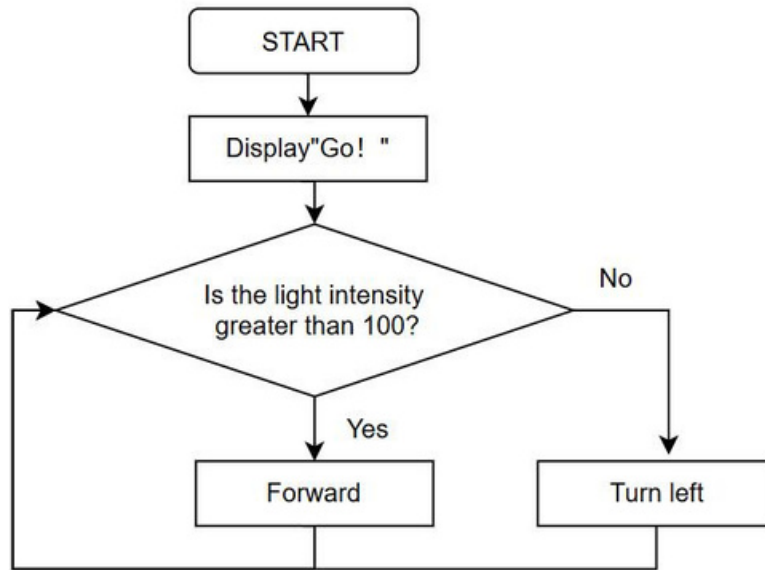 START
Display"Go! "
Is the light intensity
greater than 100?
No
Yes
Forward
Turn left